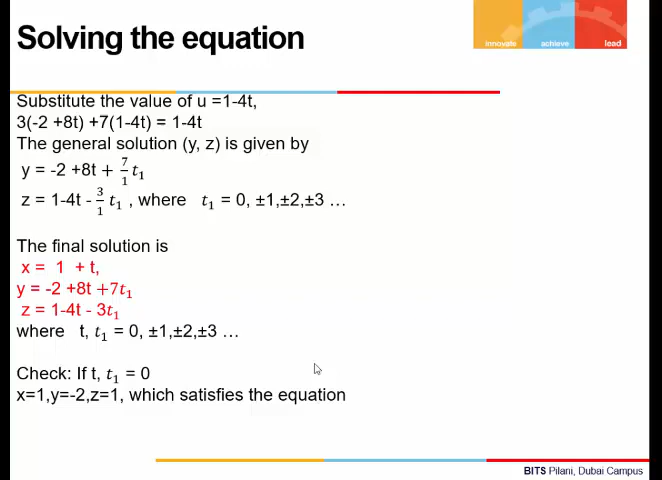 Solving the equation
innovate achieve lead
Substitute the value of u =1-4t,
3(-2 +8t) +7(1-4t) = 1-4t
The general solution (y, z) is given by
y = -2 +8t + 7/1 t₁
z = 1-4t - 3/1 t₁ , where t₁ = 0, ±1,±2,±3 …
The final solution is
x = 1 + t,
y = -2 +8t +7t₁
z = 1-4t - 3t₁
where t, t₁ = 0, ±1,±2,±3 …
Check: If t, t₁ = 0
x=1,y=-2,z=1, which satisfies the equation
BITS Pilani, Dubai Campus